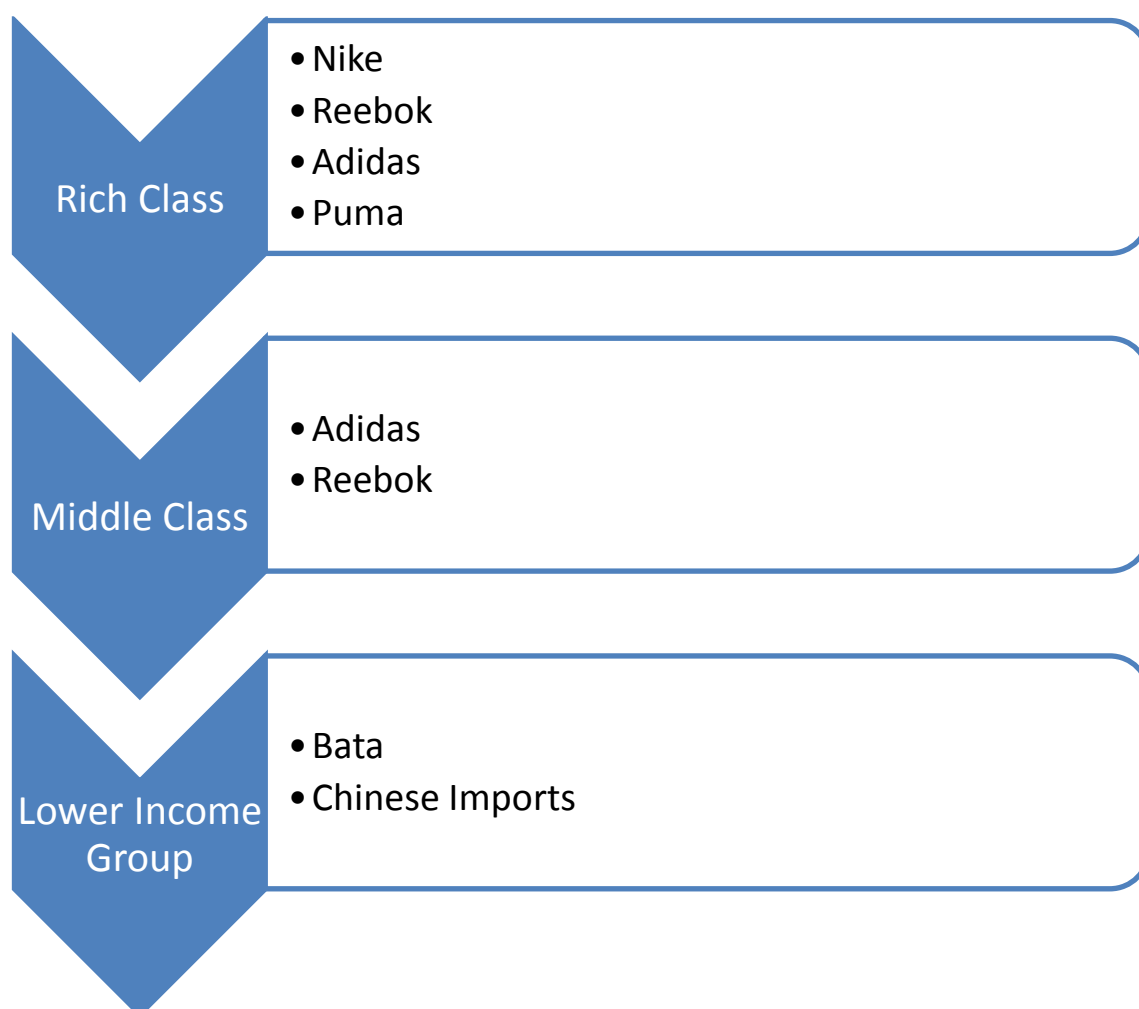 Rich Class
• Nike
• Reebok
• Adidas
• Puma
Middle Class
• Adidas
• Reebok
Lower Income
Group
• Bata
• Chinese Imports